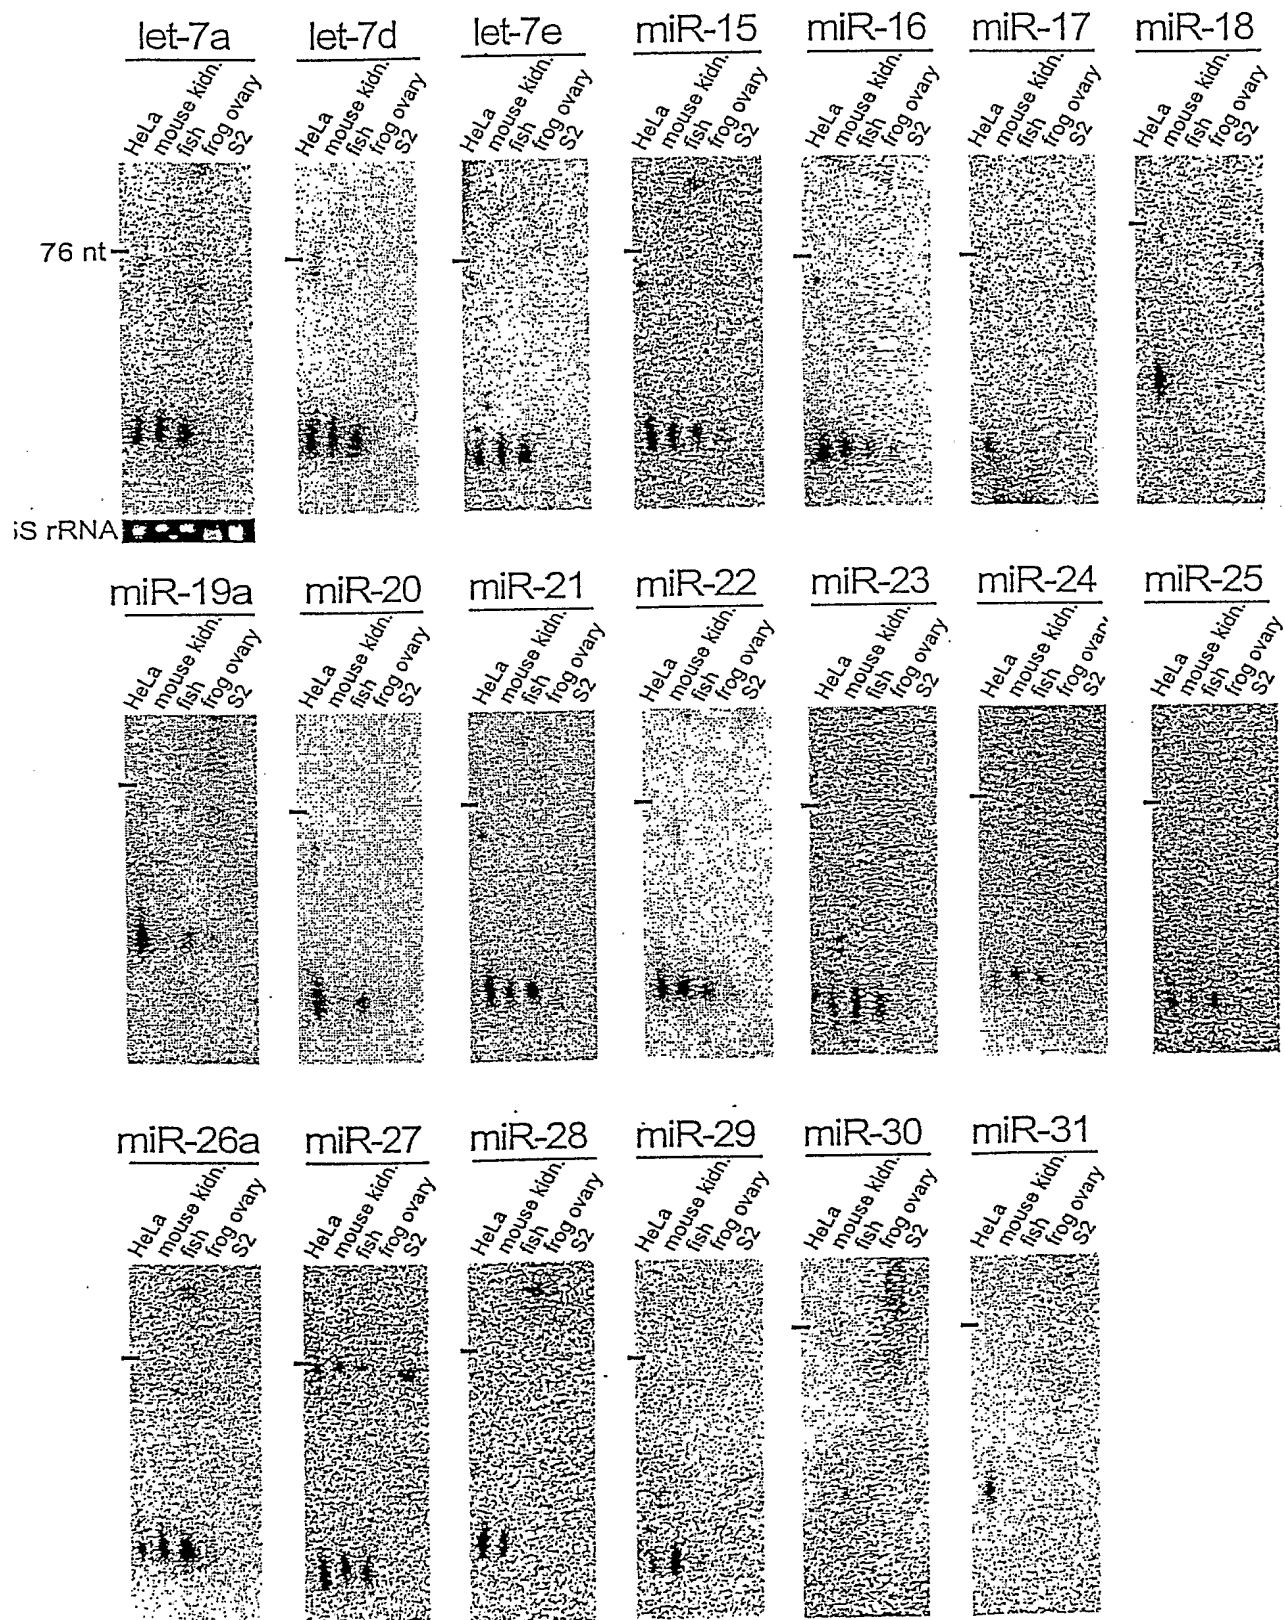 let-7a let-7d let-7e miR-15 miR-16 miR-17 miR-18
HeLa mouse kidn. fish frog ovary S2 HeLa mouse kidn. fish frog ovary S2 HeLa mouse kidn. fish frog ovary S2 HeLa mouse kidn. fish frog ovary S2 HeLa mouse kidn. fish frog ovary S2 HeLa mouse kidn. fish frog ovary S2 HeLa mouse kidn. fish frog ovary S2
76 nt
S rRNA
miR-19a miR-20 miR-21 miR-22 miR-23 miR-24 miR-25
HeLa mouse kidn. fish frog ovary S2 HeLa mouse kidn. fish frog ovary S2 HeLa mouse kidn. fish frog ovary S2 HeLa mouse kidn. fish frog ovary S2 HeLa mouse kidn. fish frog ovary S2 HeLa mouse kidn. fish frog ovary S2 HeLa mouse kidn. fish frog ovary S2
miR-26a miR-27 miR-28 miR-29 miR-30 miR-31
HeLa mouse kidn. fish frog ovary S2 HeLa mouse kidn. fish frog ovary S2 HeLa mouse kidn. fish frog ovary S2 HeLa mouse kidn. fish frog ovary S2 HeLa mouse kidn. fish frog ovary S2 HeLa mouse kidn. fish frog ovary S2